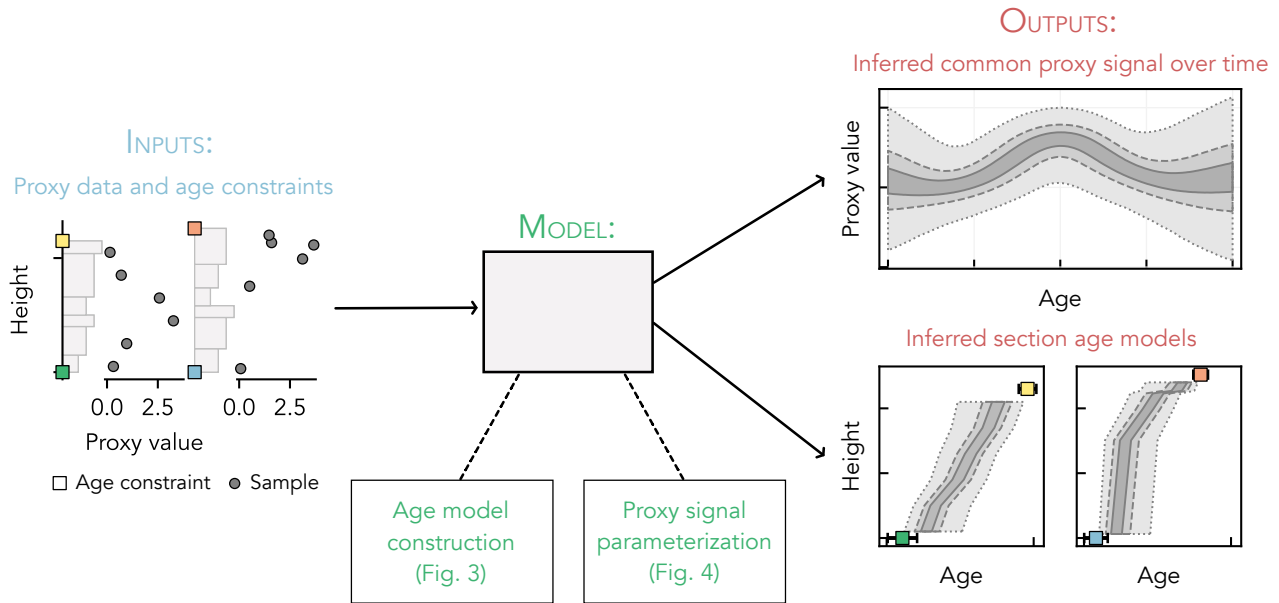 INPUTS:
Proxy data and age constraints
Height
0.0 2.5 0.0 2.5
Proxy value
Age constraint Sample
MODEL:
Age model
construction
(Fig. 3)
Proxy signal
parameterization
(Fig. 4)
OUTPUTS:
Inferred common proxy signal over time
Proxy value
Age
Inferred section age models
Height
Age Age